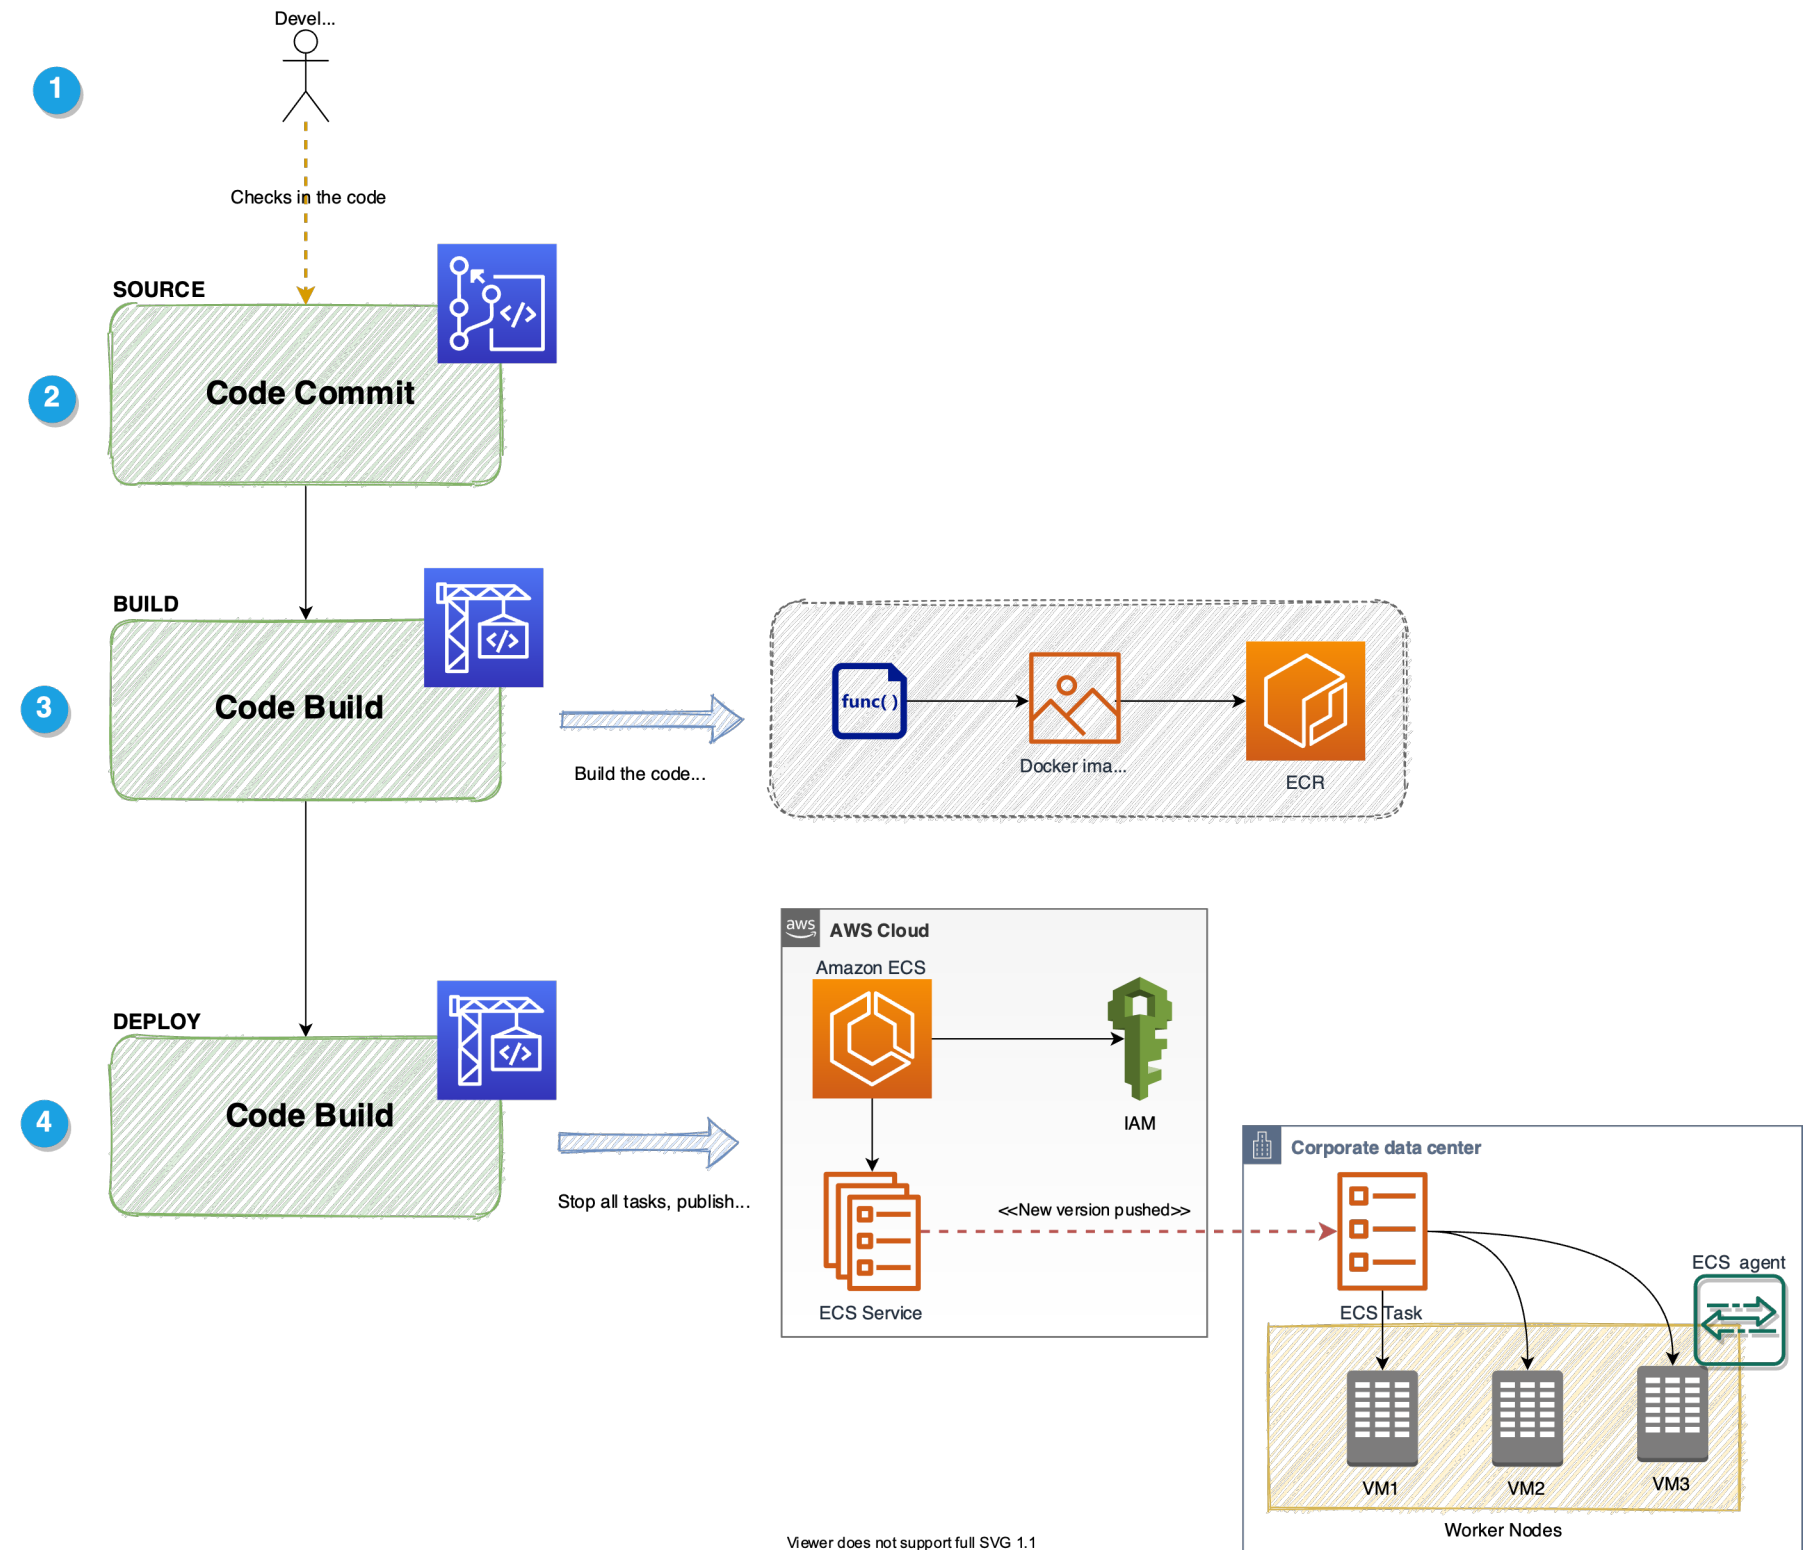 Devel...
1
Checks in the code
SOURCE
</>
Code Commit
2
BUILD
</>
Code Build
3
func( )
Build the code...
Docker ima...
ECR
aws
AWS Cloud
Amazon ECS
DEPLOY
</>
Code Build
4
IAM
Corporate data center
Stop all tasks, publish...
<<New version pushed>>
ECS agent
ECS Service
ECS Task
VM1
VM2
VM3
Worker Nodes
Viewer does not support full SVG 1.1